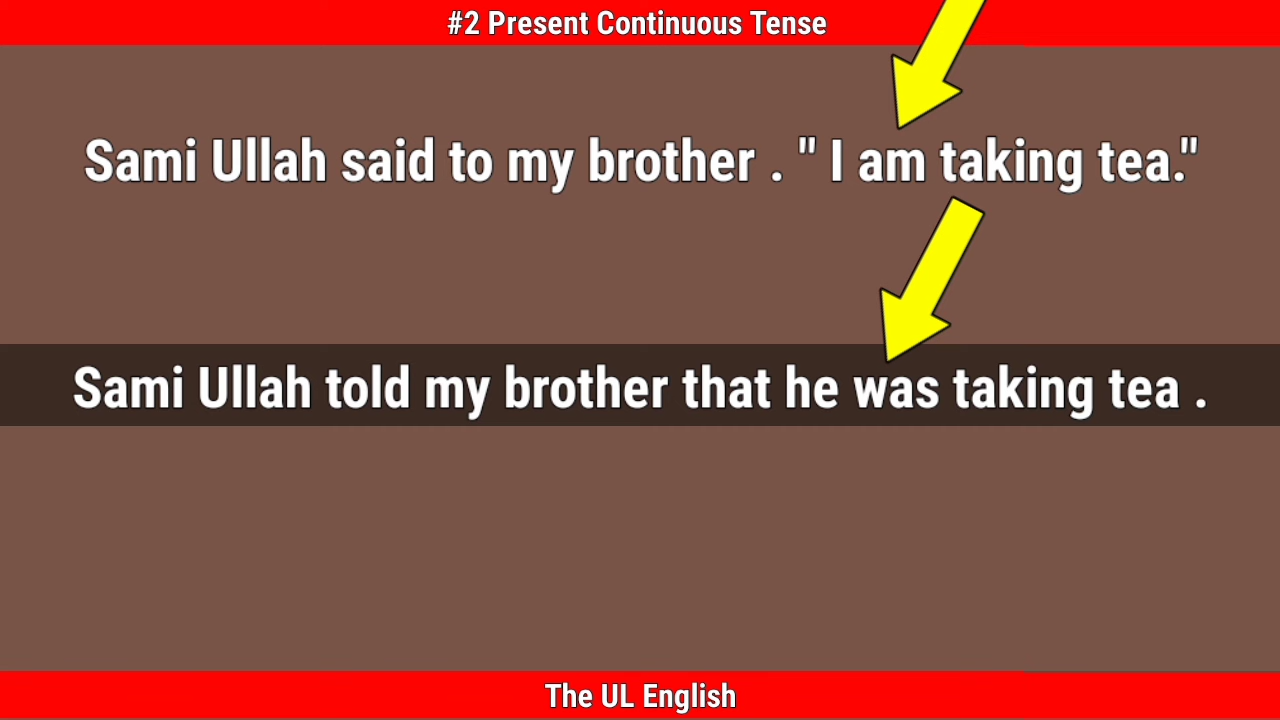 #2 Present Continuous Tense
Sami Ullah said to my brother . " I am taking tea."
Sami Ullah told my brother that he was taking tea .
The UL English